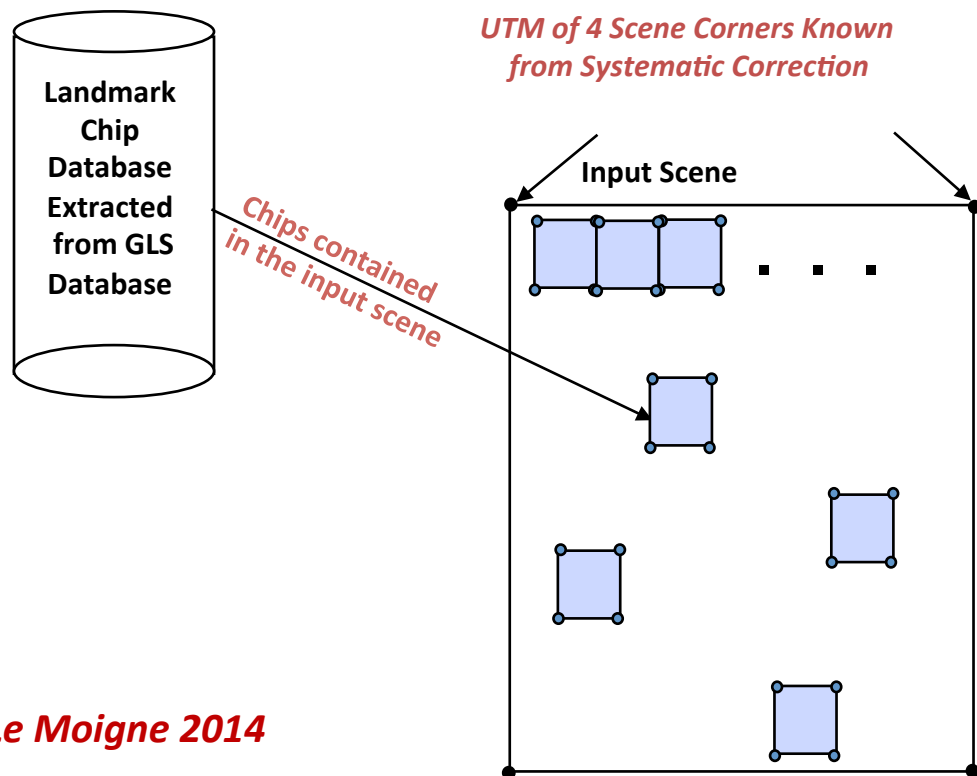 UTM of 4 Scene Corners Known
from Systematic Correction
Landmark
Chip
Database
Extracted
from GLS
Database
Input Scene
Chips contained
in the input scene
Moigne 2014